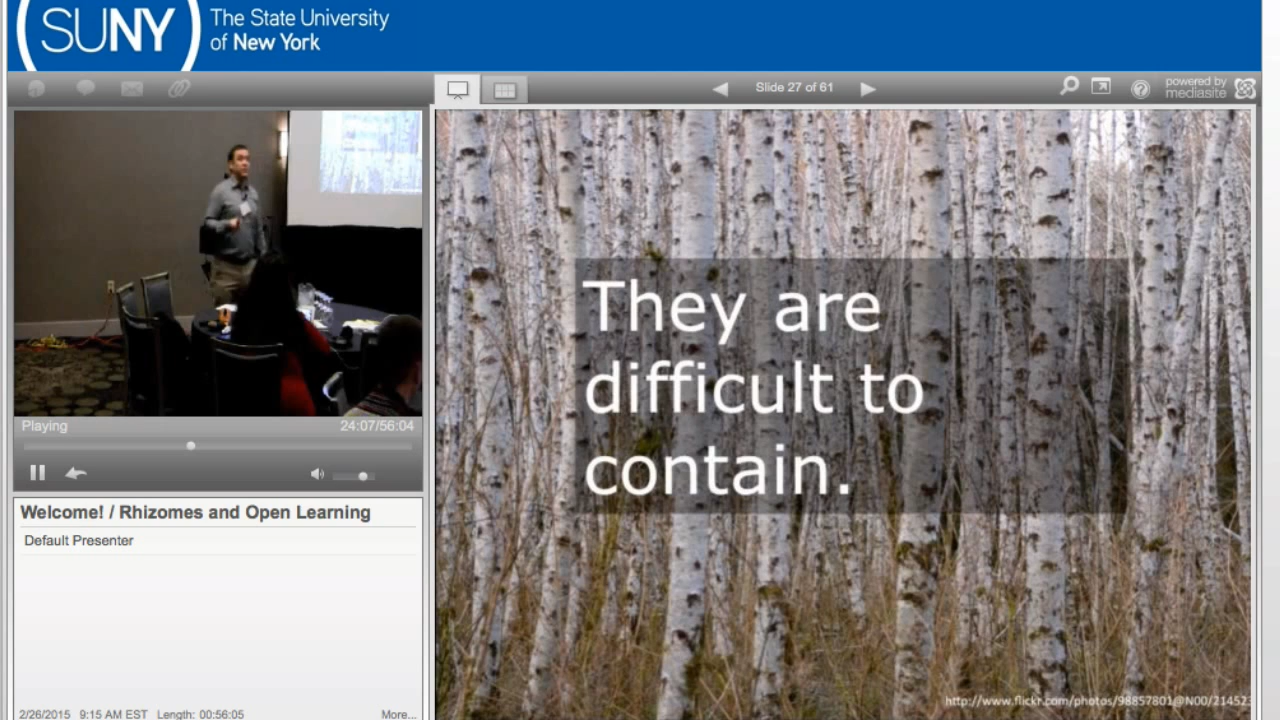 SUNY
The State University
of New York
Slide 27 of 61
powered by
mediasite
They are
difficult to
contain.
http://www.flickr.com/photos/98857801@N00/214523
Playing
24:07/56:04
Welcome! / Rhizomes and Open Learning
Default Presenter
2/26/2015 9:15 AM EST Length: 00:56:05
More...